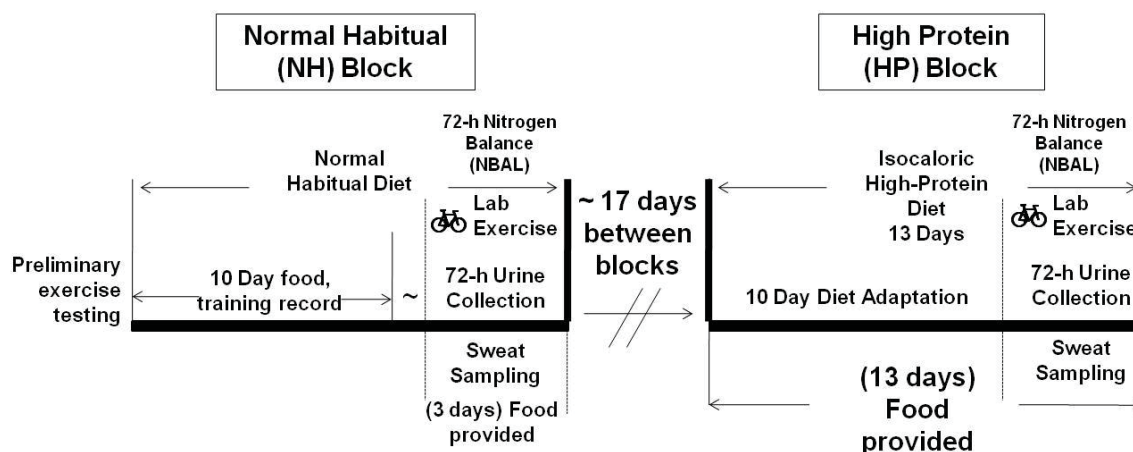 Normal Habitual
(NH) Block
High Protein
(HP) Block
72-h Nitrogen
Balance
(NBAL)
Normal
Habitual Diet
Lab
Exercise
Preliminary
exercise
testing
10 Day food,
training record
~
72-h Urine
Collection
Sweat
Sampling
(3 days) Food
provided
~ 17 days
between
blocks
72-h Nitrogen
Balance
(NBAL)
Isocaloric
High-Protein
Diet
13 Days
Lab
Exercise
10 Day Diet Adaptation
72-h Urine
Collection
Sweat
Sampling
(13 days)
Food
provided